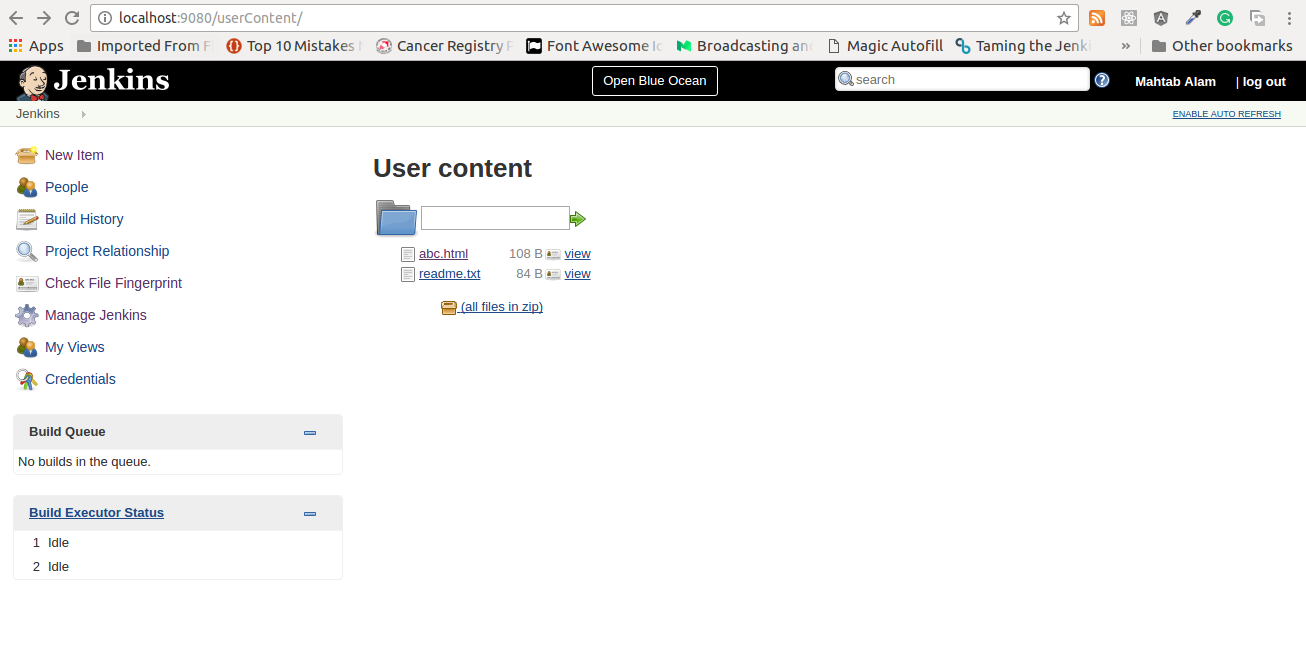 localhost:9080/userContent/
Apps Imported From F Top 10 Mistakes Cancer Registry Font Awesome Ic Broadcasting an Magic Autofill Taming the Jenki » Other bookmarks
Jenkins Open Blue Ocean search Mahtab Alam | log out
Jenkins ENABLE AUTO REFRESH
New Item
People
Build History
Project Relationship
Check File Fingerprint
Manage Jenkins
My Views
Credentials
Build Queue
No builds in the queue.
Build Executor Status
1 Idle
2 Idle
User content
abc.html 108 B view
readme.txt 84 B view
(all files in zip)